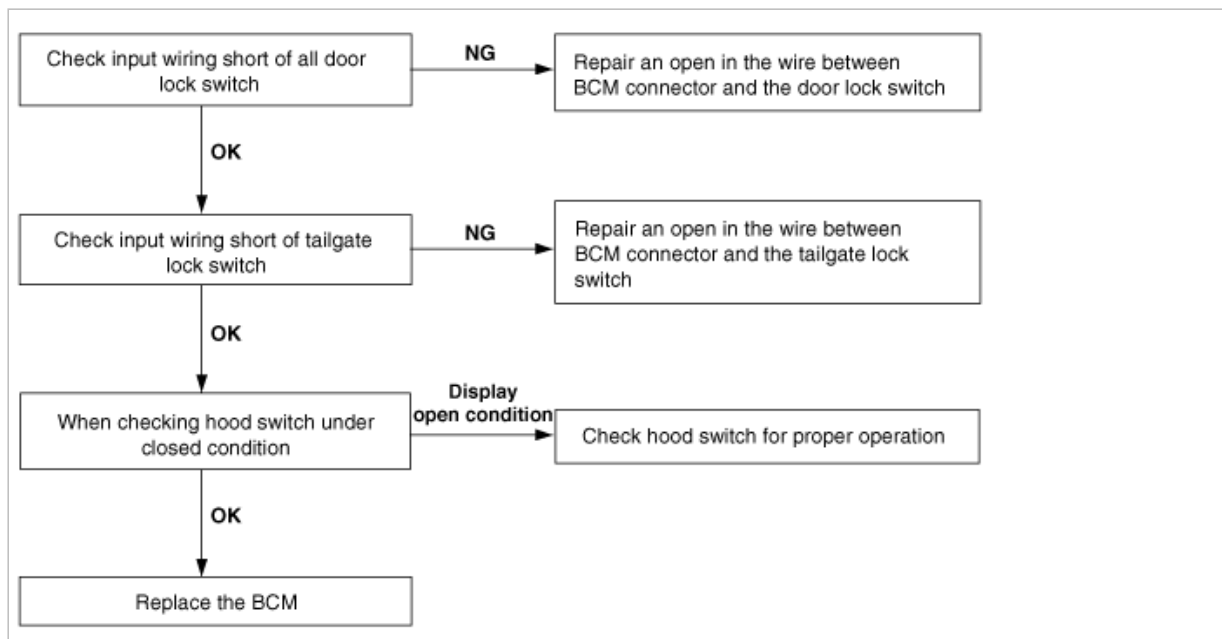 Check input wiring short of all door
lock switch
NG
Repair an open in the wire between
BCM connector and the door lock switch
OK
Check input wiring short of tailgate
lock switch
NG
Repair an open in the wire between
BCM connector and the tailgate lock
switch
OK
When checking hood switch under
closed condition
Display
open condition
Check hood switch for proper operation
OK
Replace the BCM